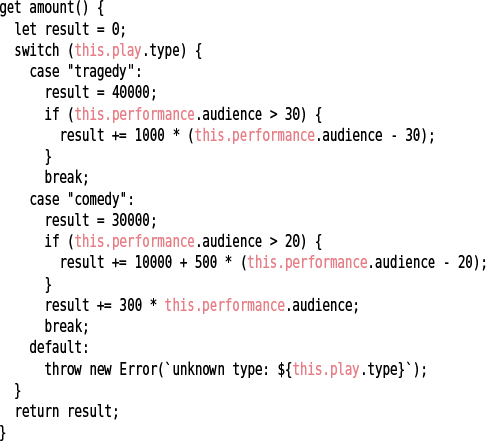 get amount() {
  let result = 0;
  switch (this.play.type) {
    case "tragedy":
      result = 40000;
      if (this.performance.audience > 30) {
        result += 1000 * (this.performance.audience - 30);
      }
      break;
    case "comedy":
      result = 30000;
      if (this.performance.audience > 20) {
        result += 10000 + 500 * (this.performance.audience - 20);
      }
      result += 300 * this.performance.audience;
      break;
    default:
      throw new Error(`unknown type: ${this.play.type}`);
  }
  return result;
}